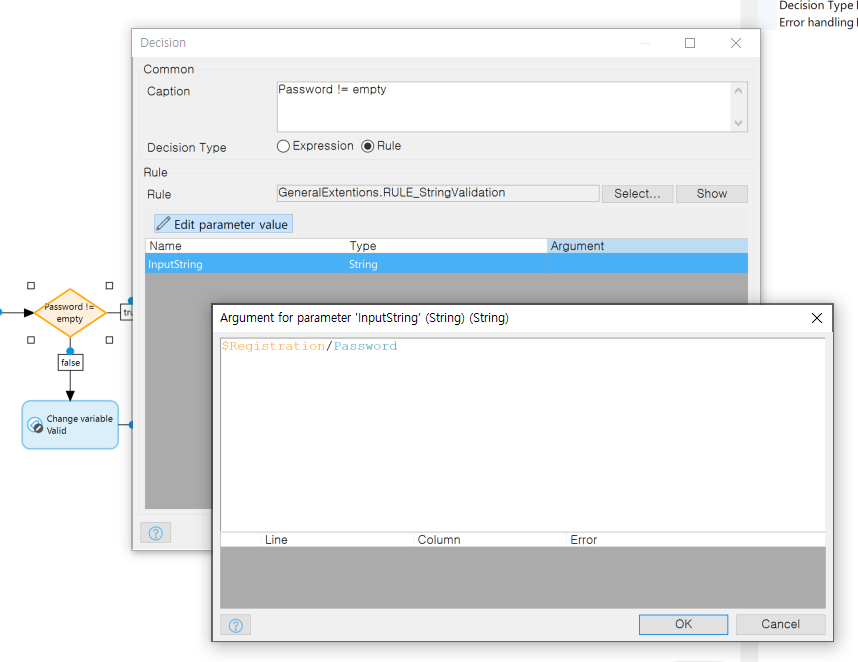 Decision Type
Error handling
Decision
Common
Caption
Password != empty
Decision Type
Expression
Rule
Rule
Rule
GeneralExtentions.RULE_StringValidation
Select...
Show
Edit parameter value
Name Type Argument
InputString String
Password !=
empty
false
Change variable
Valid
Argument for parameter 'InputString' (String) (String)
$Registration/Password
Line Column Error
OK
Cancel